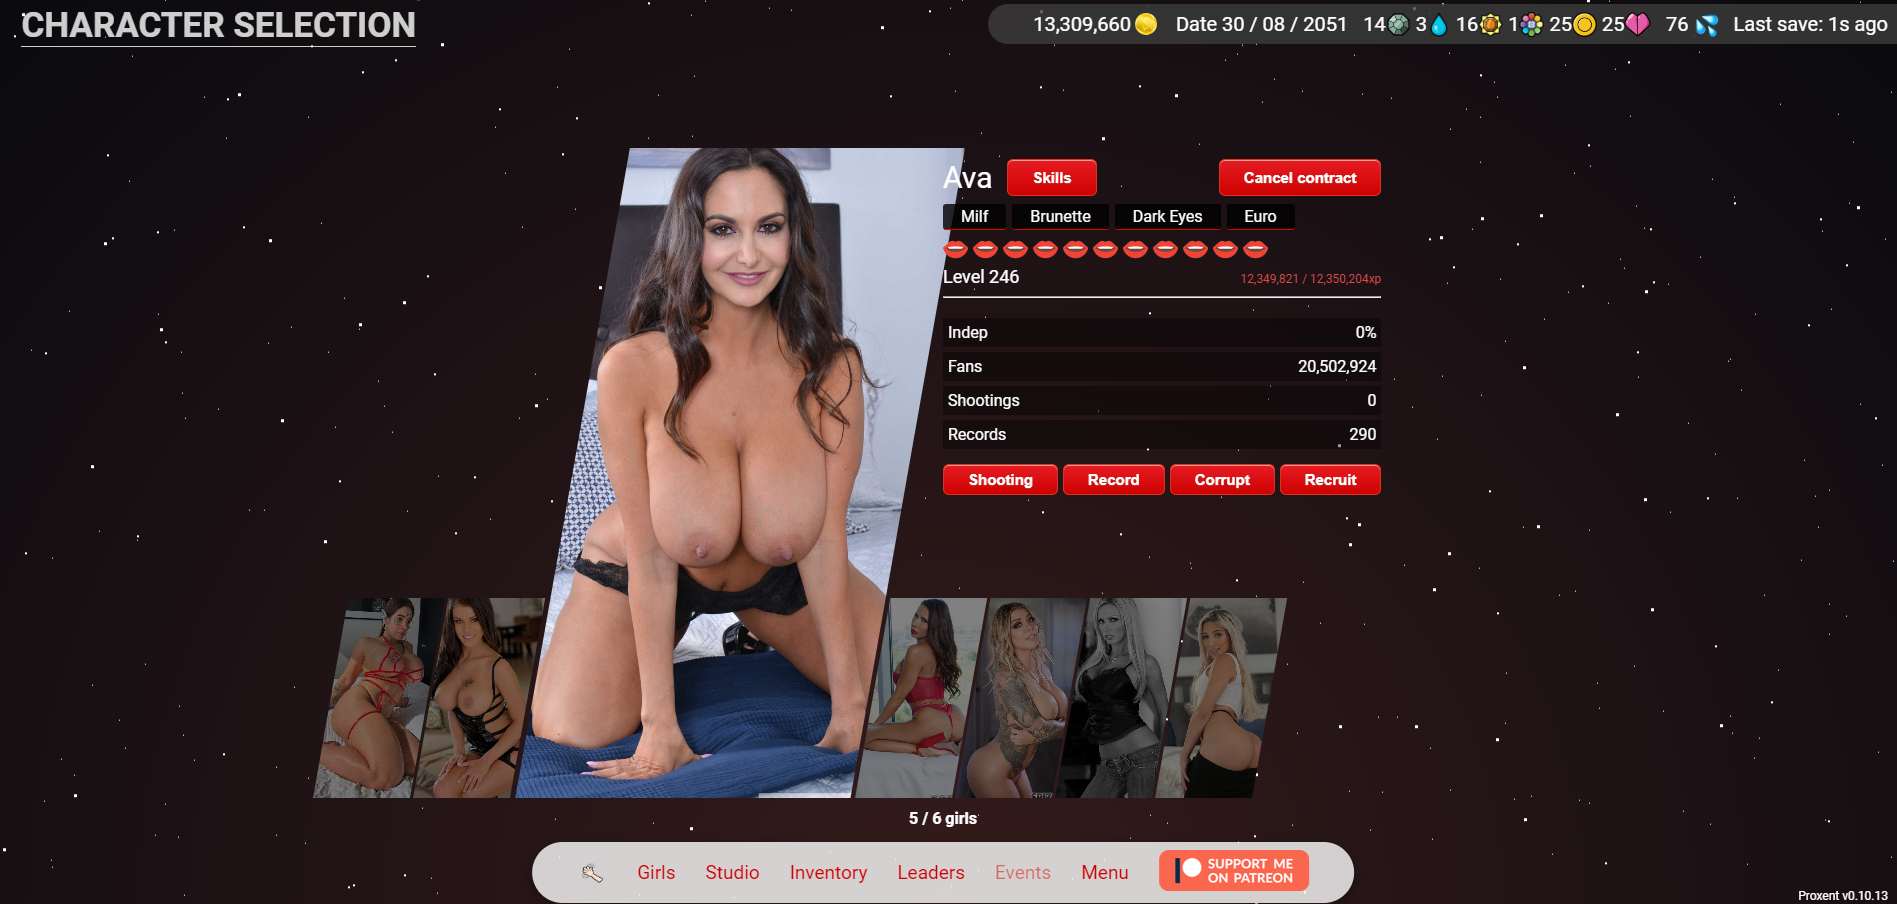 CHARACTER SELECTION
13,309,660 Date 30 / 08 / 2051 14 3 16 1 25 25 76 Last save: 1s ago
Ava Skills Cancel contract
Milf Brunette Dark Eyes Euro
Level 246 12,349,821 / 12,350,204xp
Indep 0%
Fans 20,502,924
Shootings 0
Records 290
Shooting Record Corrupt Recruit
5 / 6 girls
Girls Studio Inventory Leaders Events Menu SUPPORT ME
ON PATREON
Proxent v0.10.13